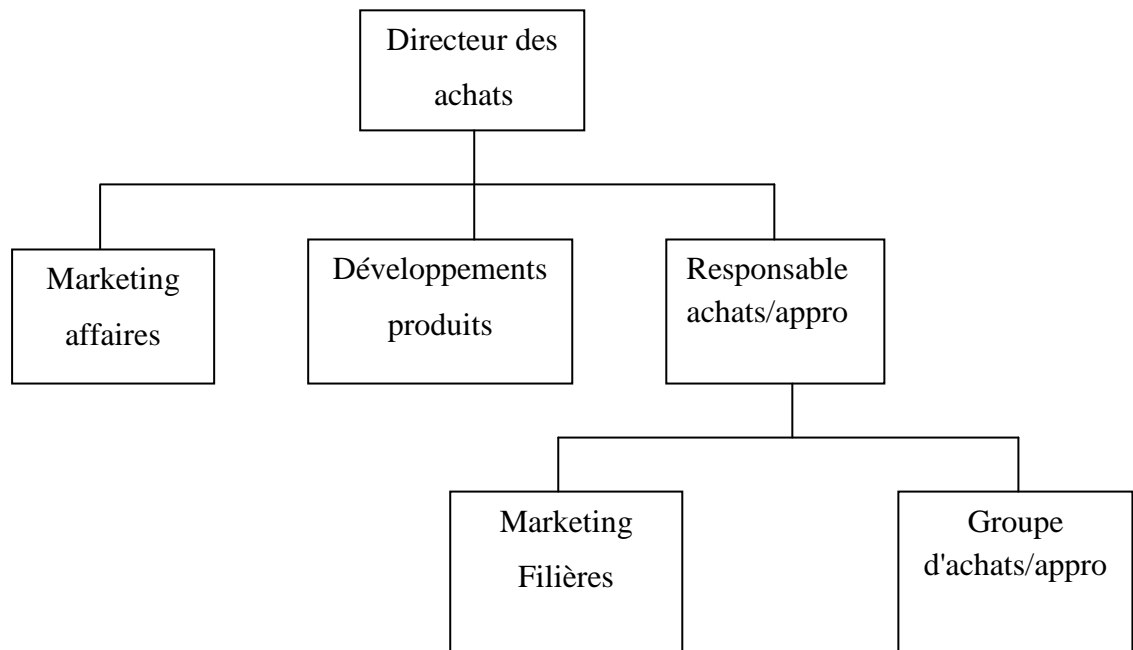 Directeur des
achats
Marketing
affaires
Développements
produits
Responsable
achats/appro
Marketing
Filières
Groupe
d'achats/appro